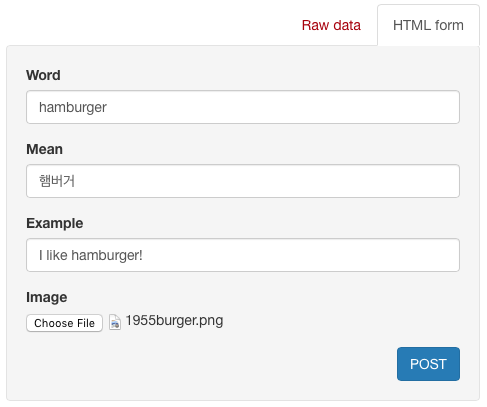 Raw data HTML form
Word
hamburger
Mean
햄버거
Example
I like hamburger!
Image
Choose File 1955burger.png
POST